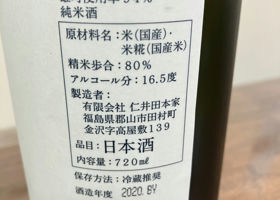 純米酒
原材料名：米（国産）・
米糀（国産米）
精米歩合：80%
アルコール分：16.5度
製造者：
有限会社 仁井田本家
福島県郡山市田村町
金沢字高屋敷139
品目：日本酒
内容量：720㎖
保存方法：冷蔵推奨
酒造年度 2020. BY